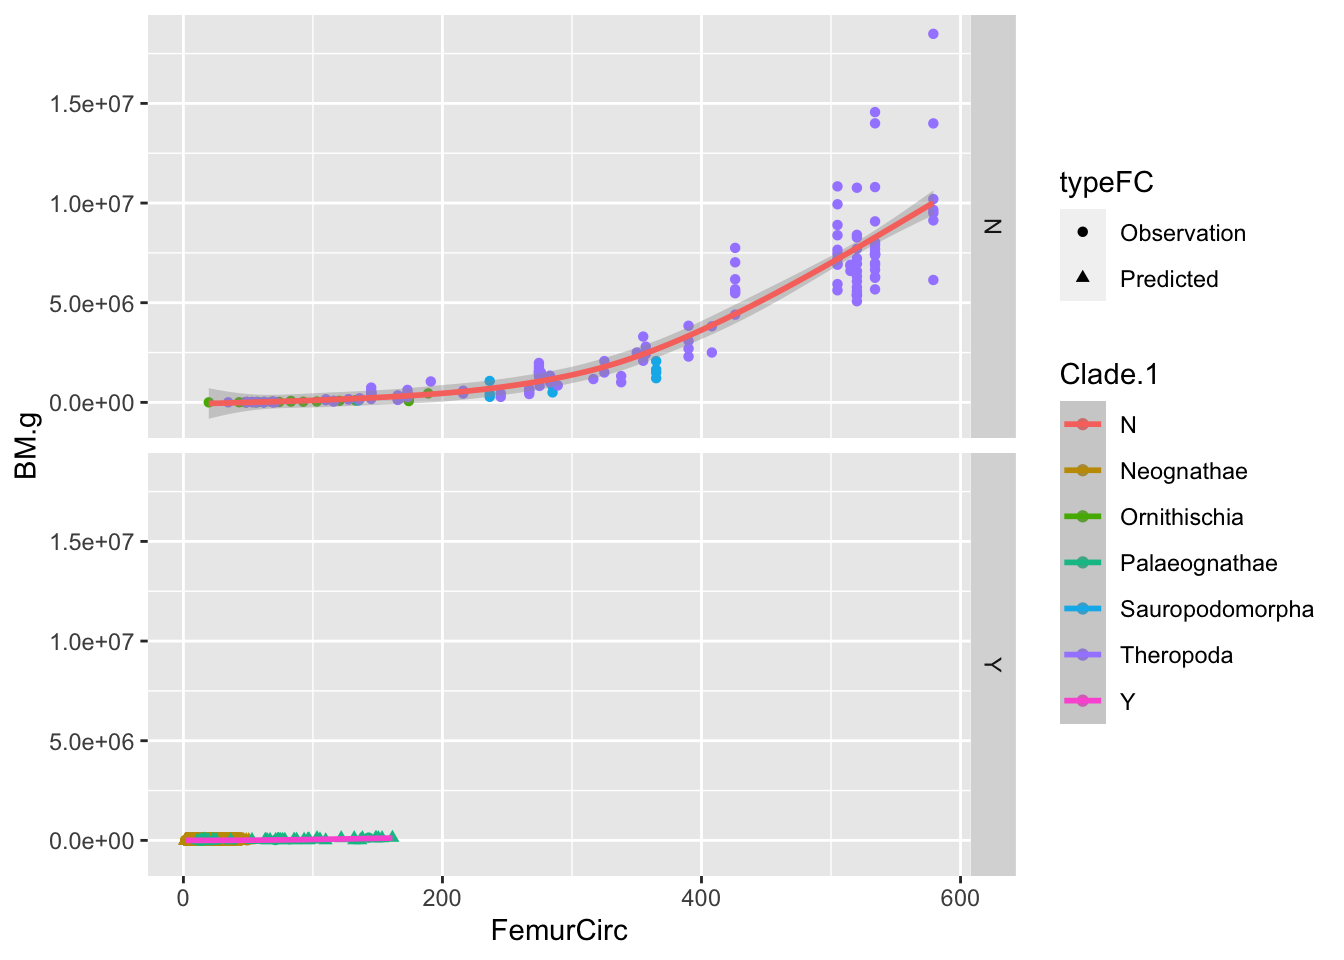 BM.g
1.5e+07
1.0e+07
5.0e+06
0.0e+00
N
1.5e+07
1.0e+07
5.0e+06
0.0e+00
Y
0 200 400 600
FemurCirc
typeFC
Observation
Predicted
Clade.1
N
Neognathae
Ornithischia
Palaeognathae
Sauropodomorpha
Theropoda
Y